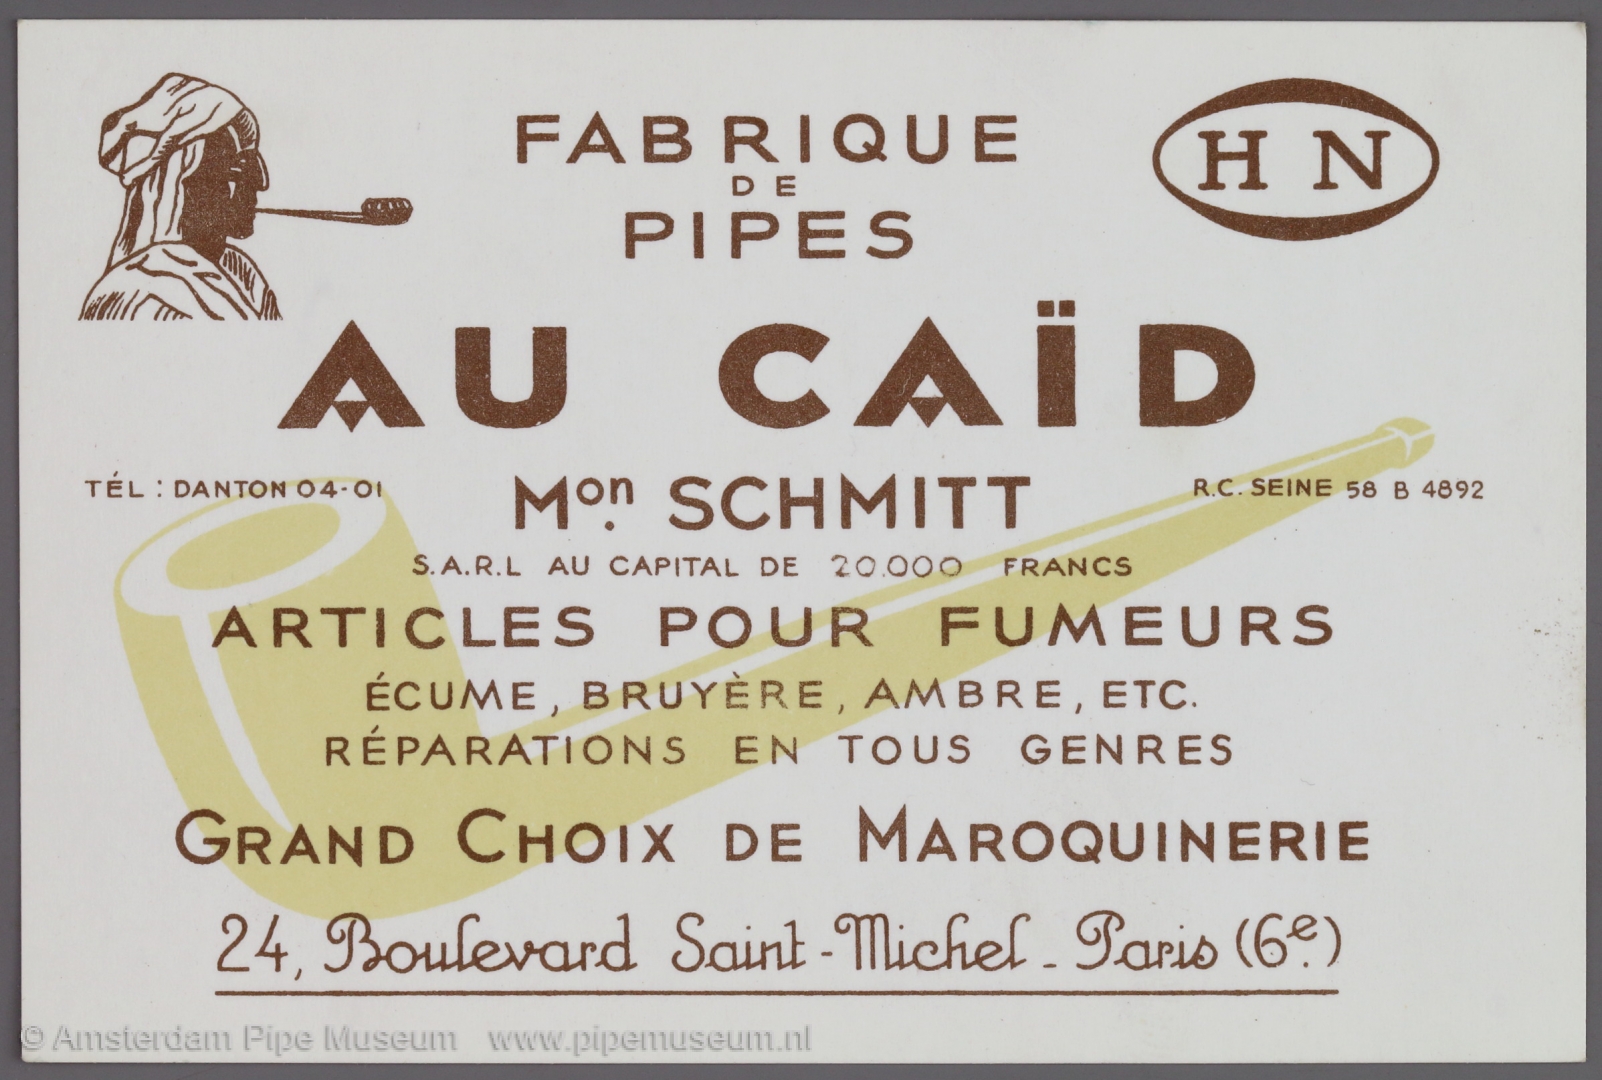 FABRIQUE
DE
PIPES
H N
AU CAÏD
TÉL : DANTON 04-01
Mon. SCHMITT
R.C. SEINE 58 B 4892
S.A.R.L AU CAPITAL DE 20.000 FRANCS
ARTICLES POUR FUMEURS
ÉCUME, BRUYÈRE, AMBRE, ETC.
RÉPARATIONS EN TOUS GENRES
GRAND CHOIX DE MAROQUINERIE
24, Boulevard Saint-Michel - Paris (6e.)
© Amsterdam Pipe Museum www.pipemuseum.nl